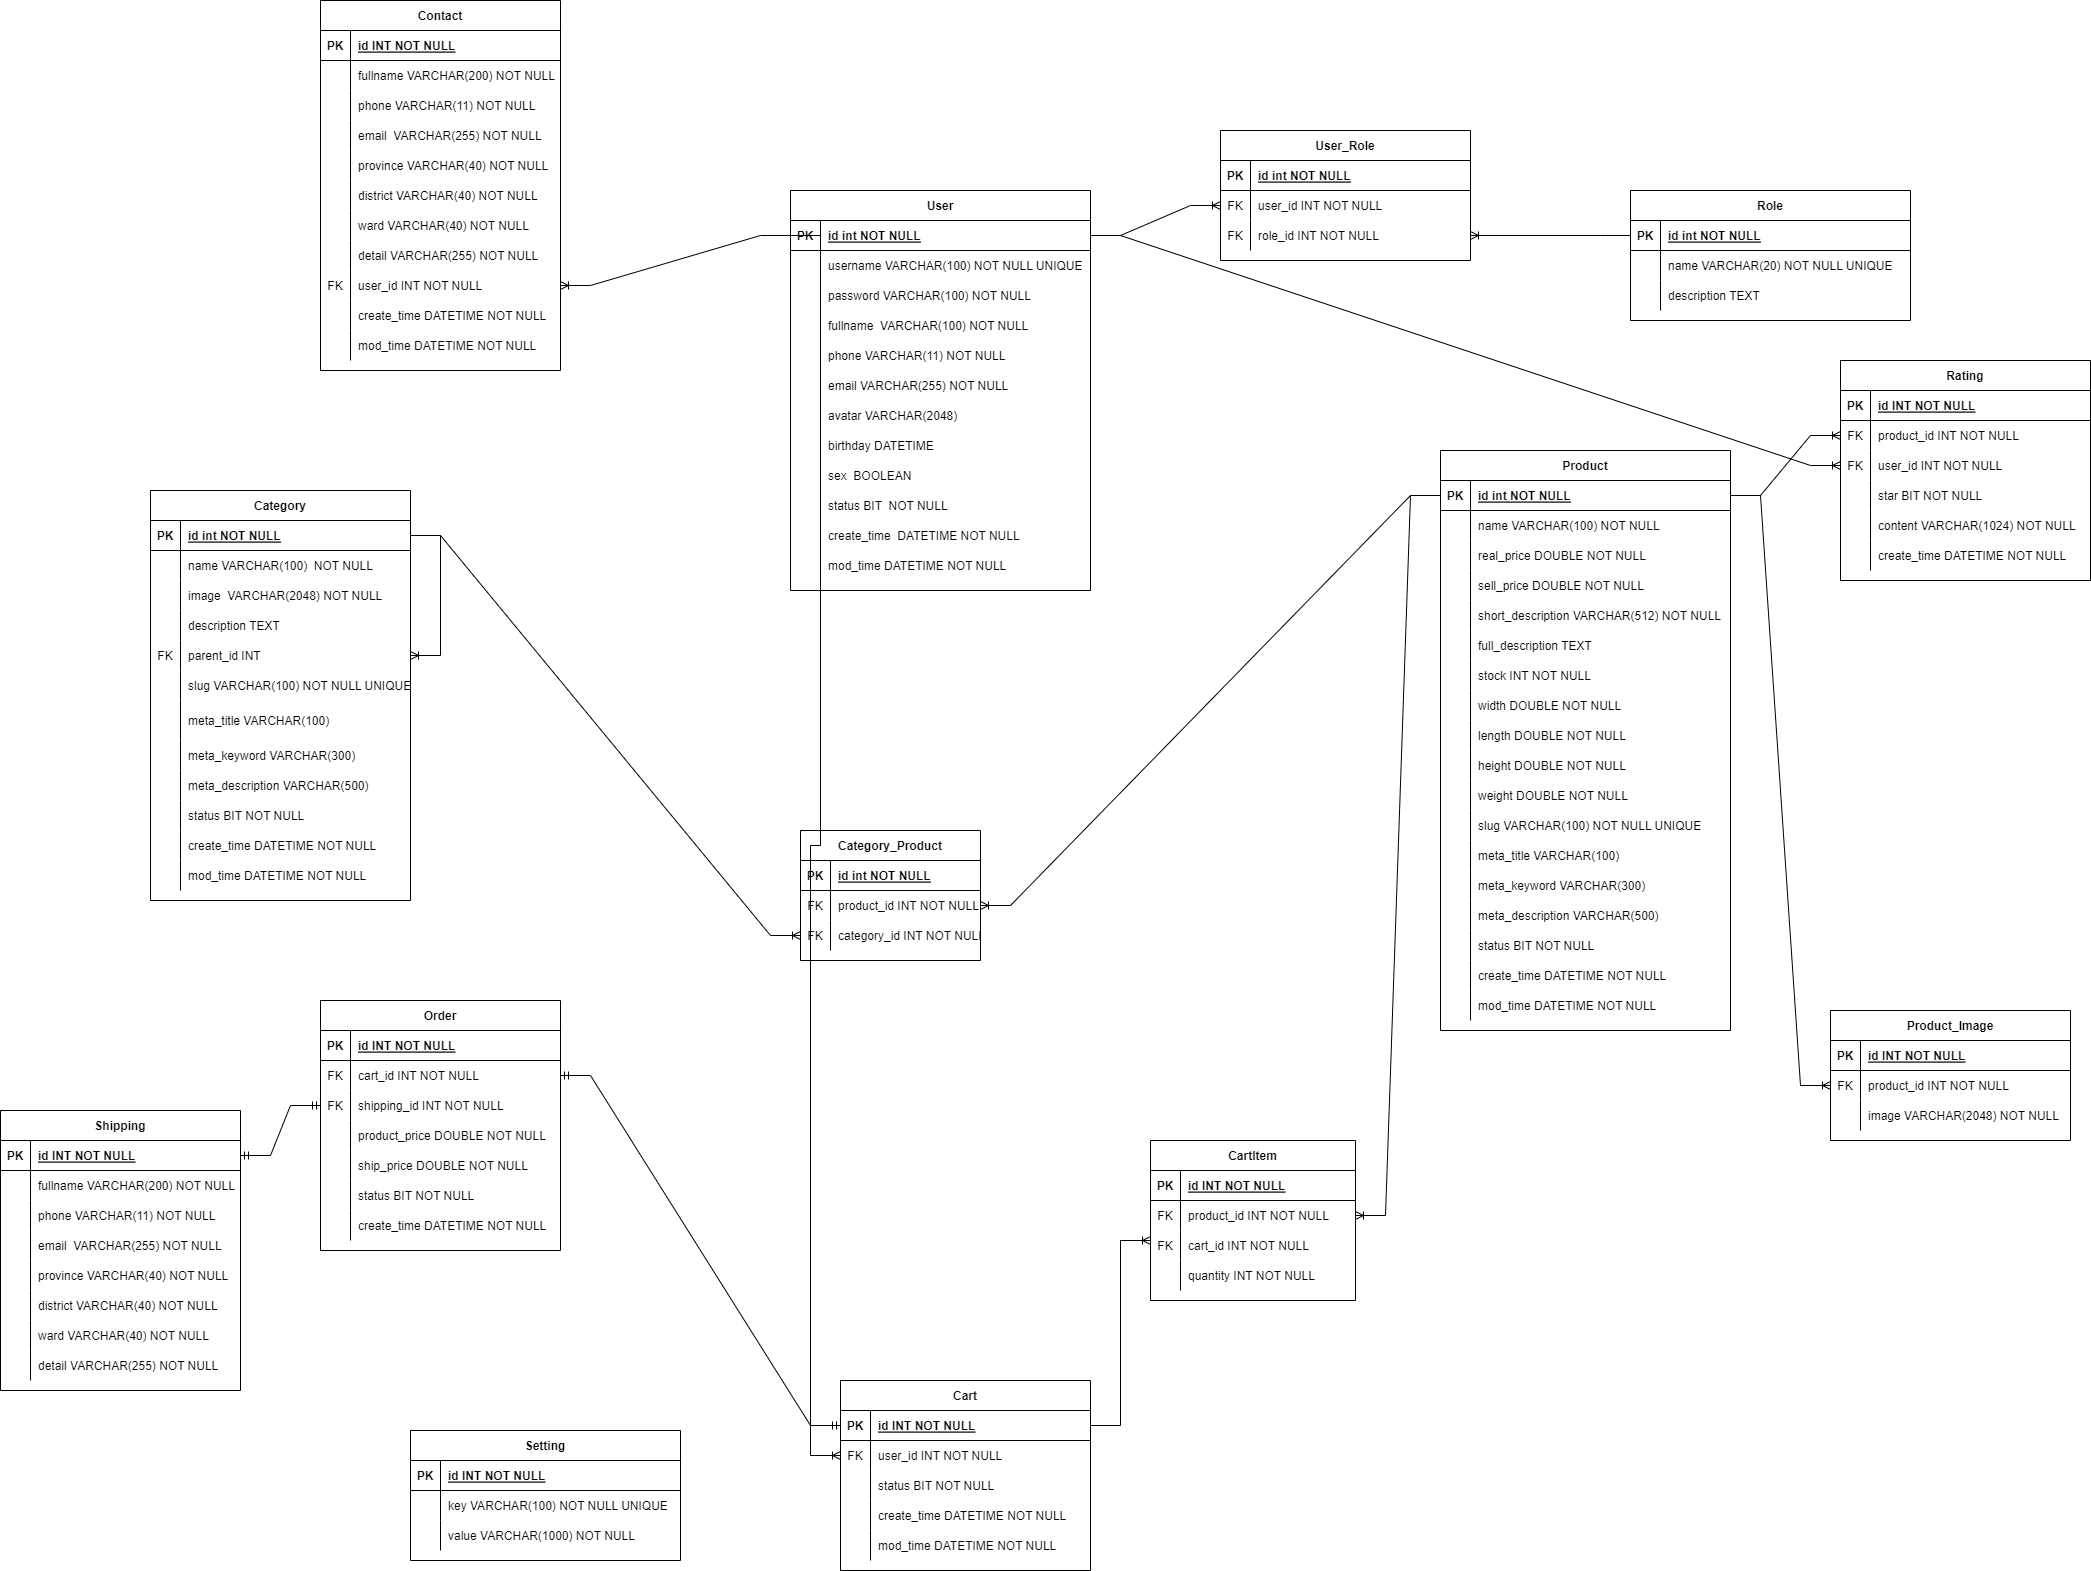 Contact
PK id INT NOT NULL
fullname VARCHAR(200) NOT NULL
phone VARCHAR(11) NOT NULL
email  VARCHAR(255) NOT NULL
province VARCHAR(40) NOT NULL
district VARCHAR(40) NOT NULL
ward VARCHAR(40) NOT NULL
detail VARCHAR(255) NOT NULL
FK user_id INT NOT NULL
create_time DATETIME NOT NULL
mod_time DATETIME NOT NULL
User
PK id int NOT NULL
username VARCHAR(100) NOT NULL UNIQUE
password VARCHAR(100) NOT NULL
fullname  VARCHAR(100) NOT NULL
phone VARCHAR(11) NOT NULL
email VARCHAR(255) NOT NULL
avatar VARCHAR(2048)
birthday DATETIME
sex  BOOLEAN
status BIT  NOT NULL
create_time  DATETIME NOT NULL
mod_time DATETIME NOT NULL
User_Role
PK id int NOT NULL
FK user_id INT NOT NULL
FK role_id INT NOT NULL
Role
PK id int NOT NULL
name VARCHAR(20) NOT NULL UNIQUE
description TEXT
Rating
PK id INT NOT NULL
FK product_id INT NOT NULL
FK user_id INT NOT NULL
star BIT NOT NULL
content VARCHAR(1024) NOT NULL
create_time DATETIME NOT NULL
Category
PK id int NOT NULL
name VARCHAR(100)  NOT NULL
image  VARCHAR(2048) NOT NULL
description TEXT
FK parent_id INT
slug VARCHAR(100) NOT NULL UNIQUE
meta_title VARCHAR(100)
meta_keyword VARCHAR(300)
meta_description VARCHAR(500)
status BIT NOT NULL
create_time DATETIME NOT NULL
mod_time DATETIME NOT NULL
Product
PK id int NOT NULL
name VARCHAR(100) NOT NULL
real_price DOUBLE NOT NULL
sell_price DOUBLE NOT NULL
short_description VARCHAR(512) NOT NULL
full_description TEXT
stock INT NOT NULL
width DOUBLE NOT NULL
length DOUBLE NOT NULL
height DOUBLE NOT NULL
weight DOUBLE NOT NULL
slug VARCHAR(100) NOT NULL UNIQUE
meta_title VARCHAR(100)
meta_keyword VARCHAR(300)
meta_description VARCHAR(500)
status BIT NOT NULL
create_time DATETIME NOT NULL
mod_time DATETIME NOT NULL
Category_Product
PK id int NOT NULL
FK product_id INT NOT NULL
FK category_id INT NOT NULL
Order
PK id INT NOT NULL
FK cart_id INT NOT NULL
FK shipping_id INT NOT NULL
product_price DOUBLE NOT NULL
ship_price DOUBLE NOT NULL
status BIT NOT NULL
create_time DATETIME NOT NULL
Product_Image
PK id INT NOT NULL
FK product_id INT NOT NULL
image VARCHAR(2048) NOT NULL
Shipping
PK id INT NOT NULL
fullname VARCHAR(200) NOT NULL
phone VARCHAR(11) NOT NULL
email  VARCHAR(255) NOT NULL
province VARCHAR(40) NOT NULL
district VARCHAR(40) NOT NULL
ward VARCHAR(40) NOT NULL
detail VARCHAR(255) NOT NULL
CartItem
PK id INT NOT NULL
FK product_id INT NOT NULL
FK cart_id INT NOT NULL
quantity INT NOT NULL
Cart
PK id INT NOT NULL
FK user_id INT NOT NULL
status BIT NOT NULL
create_time DATETIME NOT NULL
mod_time DATETIME NOT NULL
Setting
PK id INT NOT NULL
key VARCHAR(100) NOT NULL UNIQUE
value VARCHAR(1000) NOT NULL